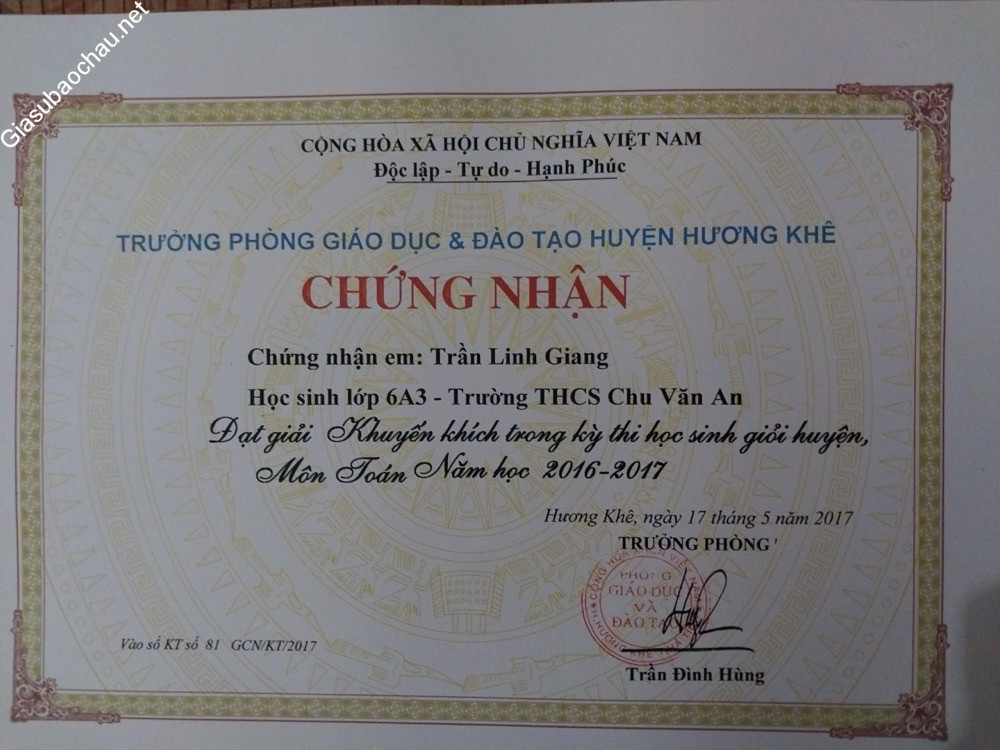 Giasubaochau.net
CỘNG HÒA XÃ HỘI CHỦ NGHĨA VIỆT NAM
Độc lập - Tự do - Hạnh Phúc
TRƯỞNG PHÒNG GIÁO DỤC & ĐÀO TẠO HUYỆN HƯƠNG KHÊ
CHỨNG NHẬN
Chứng nhận em: Trần Linh Giang
Học sinh lớp 6A3 - Trường THCS Chu Văn An
Đạt giải Khuyến khích trong kỳ thi học sinh giỏi huyện,
Môn Toán Năm học 2016-2017
Hương Khê, ngày 17 tháng 5 năm 2017
TRƯỞNG PHÒNG
PHÒNG
GIÁO DỤC
VÀ
ĐÀO TẠO
Vào sổ KT số 81 GCN/KT/2017
Trần Đình Hùng